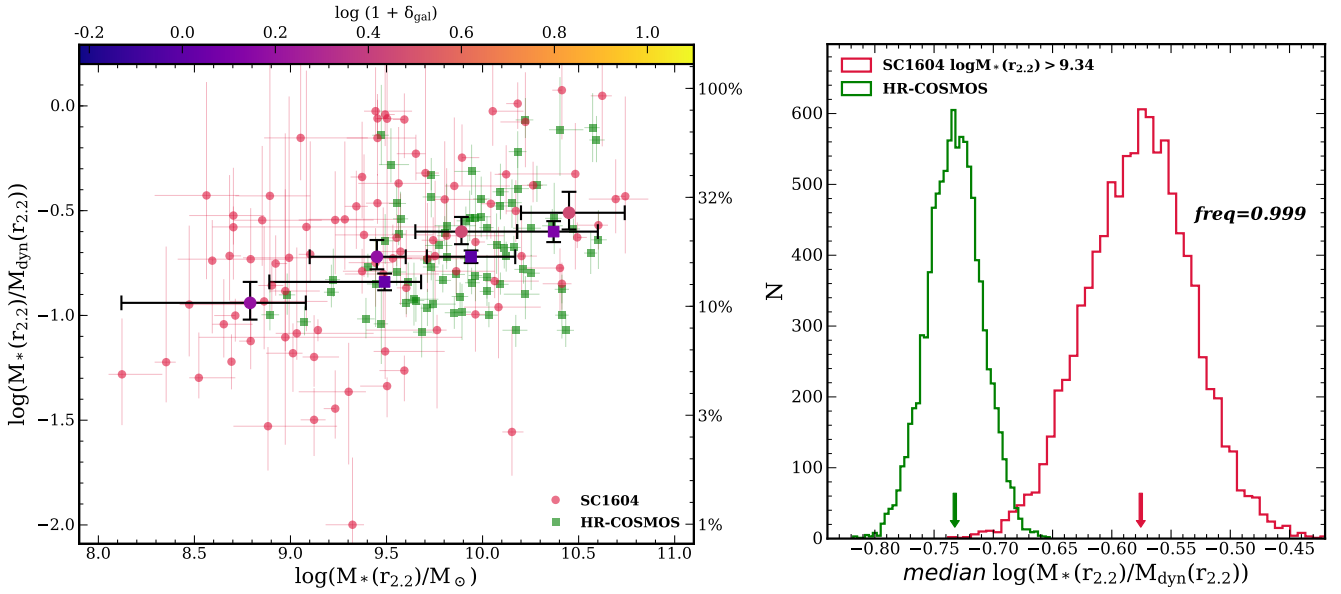 log (1 + δgal)
-0.2 0.0 0.2 0.4 0.6 0.8 1.0
log(M*(r2.2)/Mdyn(r2.2))
0.0
−0.5
−1.0
−1.5
−2.0
100%
32%
10%
3%
1%
SC1604
HR-COSMOS
8.0 8.5 9.0 9.5 10.0 10.5 11.0
log(M*(r2.2)/M⊙)
SC1604 logM*(r2.2) > 9.34
HR-COSMOS
freq=0.999
N
600
500
400
300
200
100
0
−0.80 −0.75 −0.70 −0.65 −0.60 −0.55 −0.50 −0.45
median log(M*(r2.2)/Mdyn(r2.2))